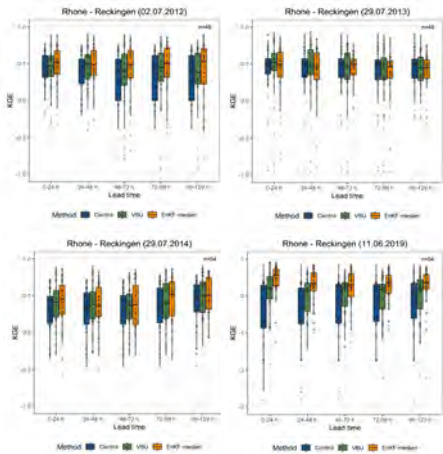 Rhone - Reckingen (02.07.2012)
KGE
0-24 h
24-48 h
48-72 h
72-96 h
96-120 h
Lead time
Method Control VBU EnKF median
Rhone - Reckingen (29.07.2013)
KGE
0-24 h
24-48 h
48-72 h
72-96 h
96-120 h
Lead time
Method Control VBU EnKF median
Rhone - Reckingen (29.07.2014)
KGE
0-24 h
24-48 h
48-72 h
72-96 h
96-120 h
Lead time
Method Control VBU EnKF median
Rhone - Reckingen (11.06.2019)
KGE
0-24 h
24-48 h
48-72 h
72-96 h
96-120 h
Lead time
Method Control VBU EnKF median